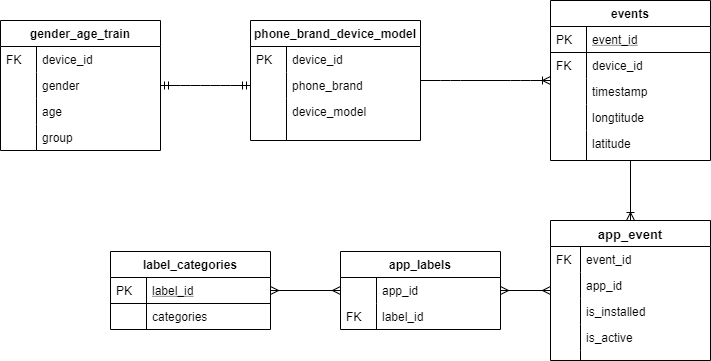 gender_age_train
FK device_id
gender
age
group
phone_brand_device_model
PK device_id
phone_brand
device_model
events
PK event_id
FK device_id
timestamp
longtitude
latitude
label_categories
PK label_id
categories
app_labels
app_id
FK label_id
app_event
FK event_id
app_id
is_installed
is_active